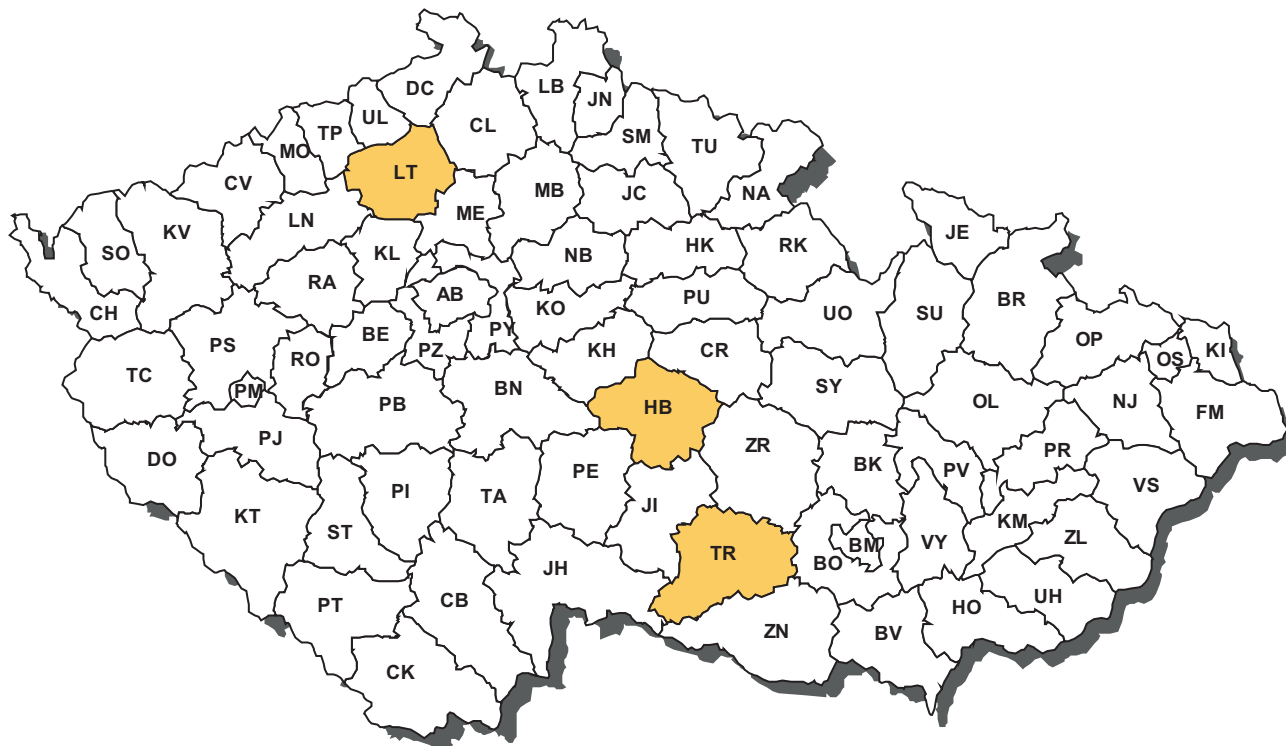 DC
LB
JN
UL
CL
TP
SM
MO
TU
LT
CV
MB
JC
NA
ME
LN
KV
SO
JE
HK
RK
NB
KL
RA
AB
PU
BR
KO
CH
UO
SU
PY
BE
OP
PS
PZ
KH
CR
KI
OS
RO
TC
SY
PM
BN
PB
HB
OL
NJ
FM
PJ
ZR
PR
DO
PE
BK
PV
VS
PI
TA
JI
KT
ST
KM
ZL
VY
BM
TR
BO
JH
CB
UH
PT
HO
ZN
BV
CK